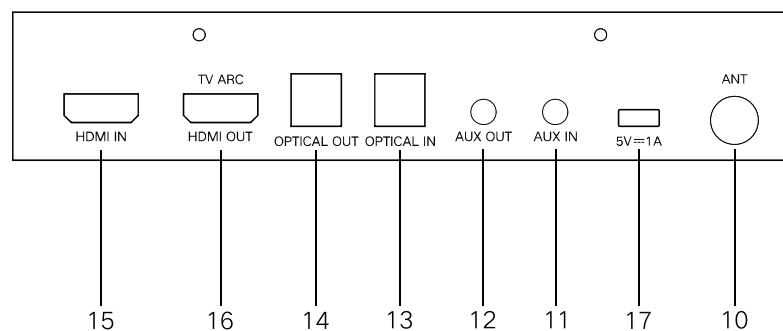 TV ARC
ANT
HDMI IN
HDMI OUT
OPTICAL OUT
OPTICAL IN
AUX OUT
AUX IN
5V⎓1A
15
16
14
13
12
11
17
10